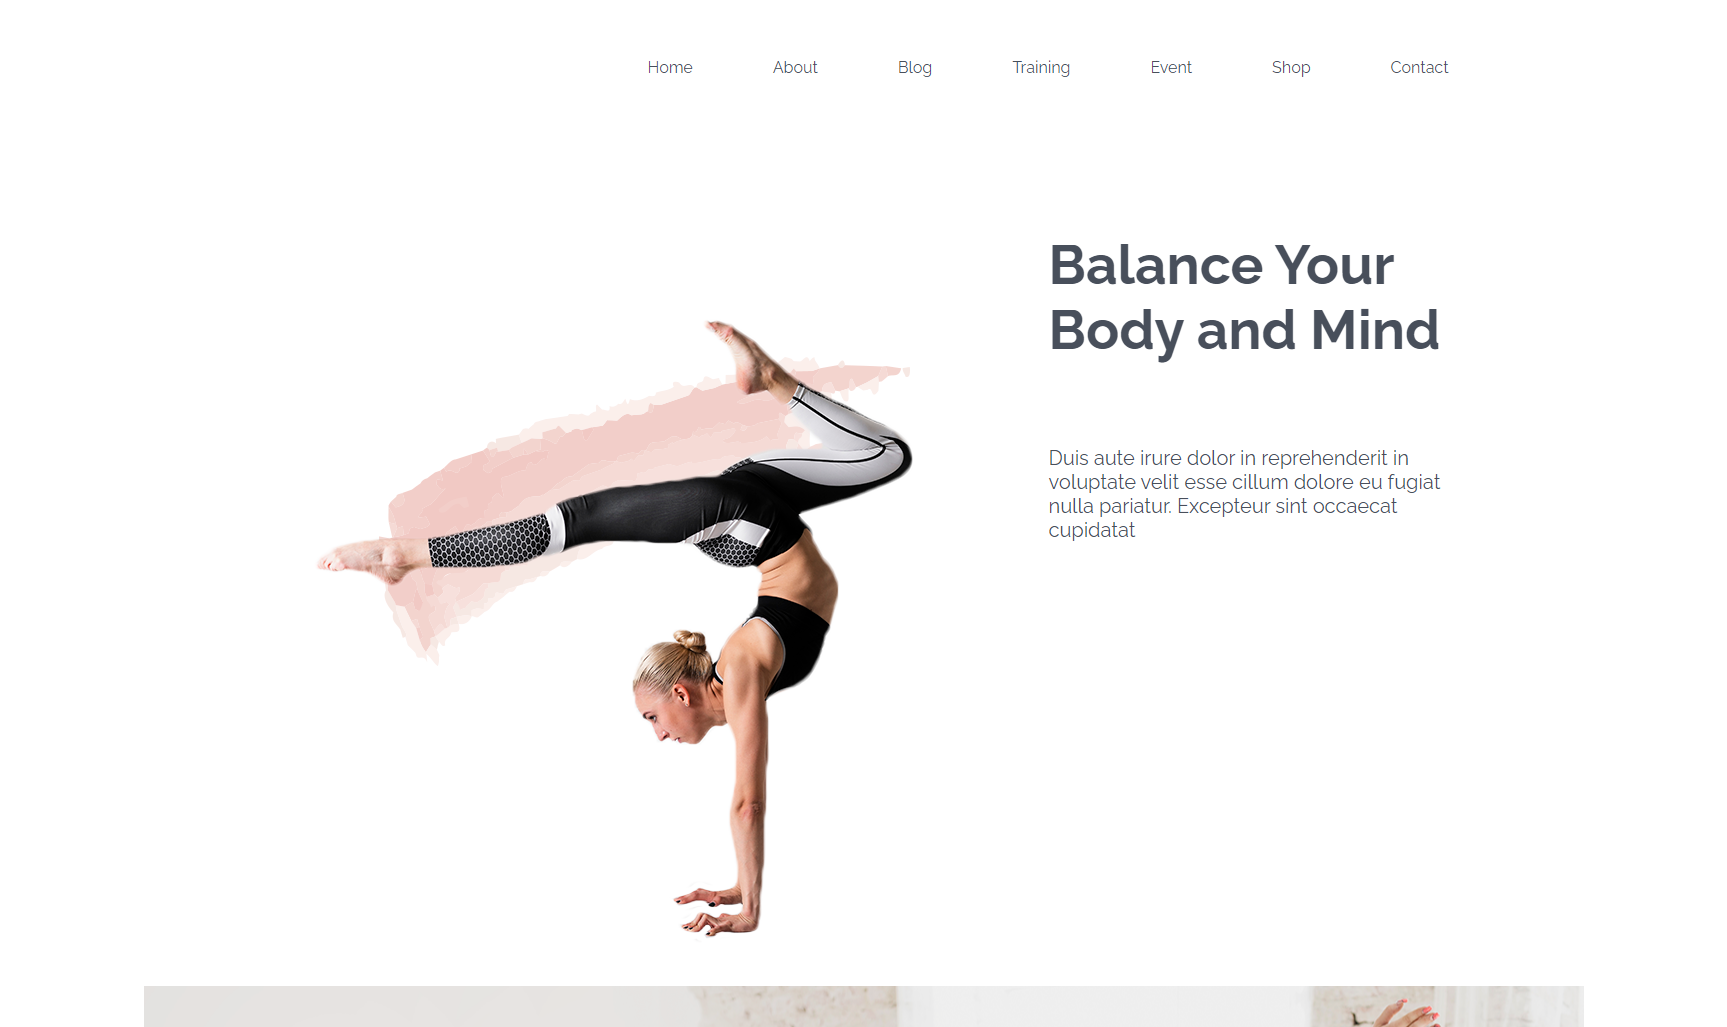 Home
About
Blog
Training
Event
Shop
Contact
Balance Your
Body and Mind
Duis aute irure dolor in reprehenderit in
voluptate velit esse cillum dolore eu fugiat
nulla pariatur. Excepteur sint occaecat
cupidatat